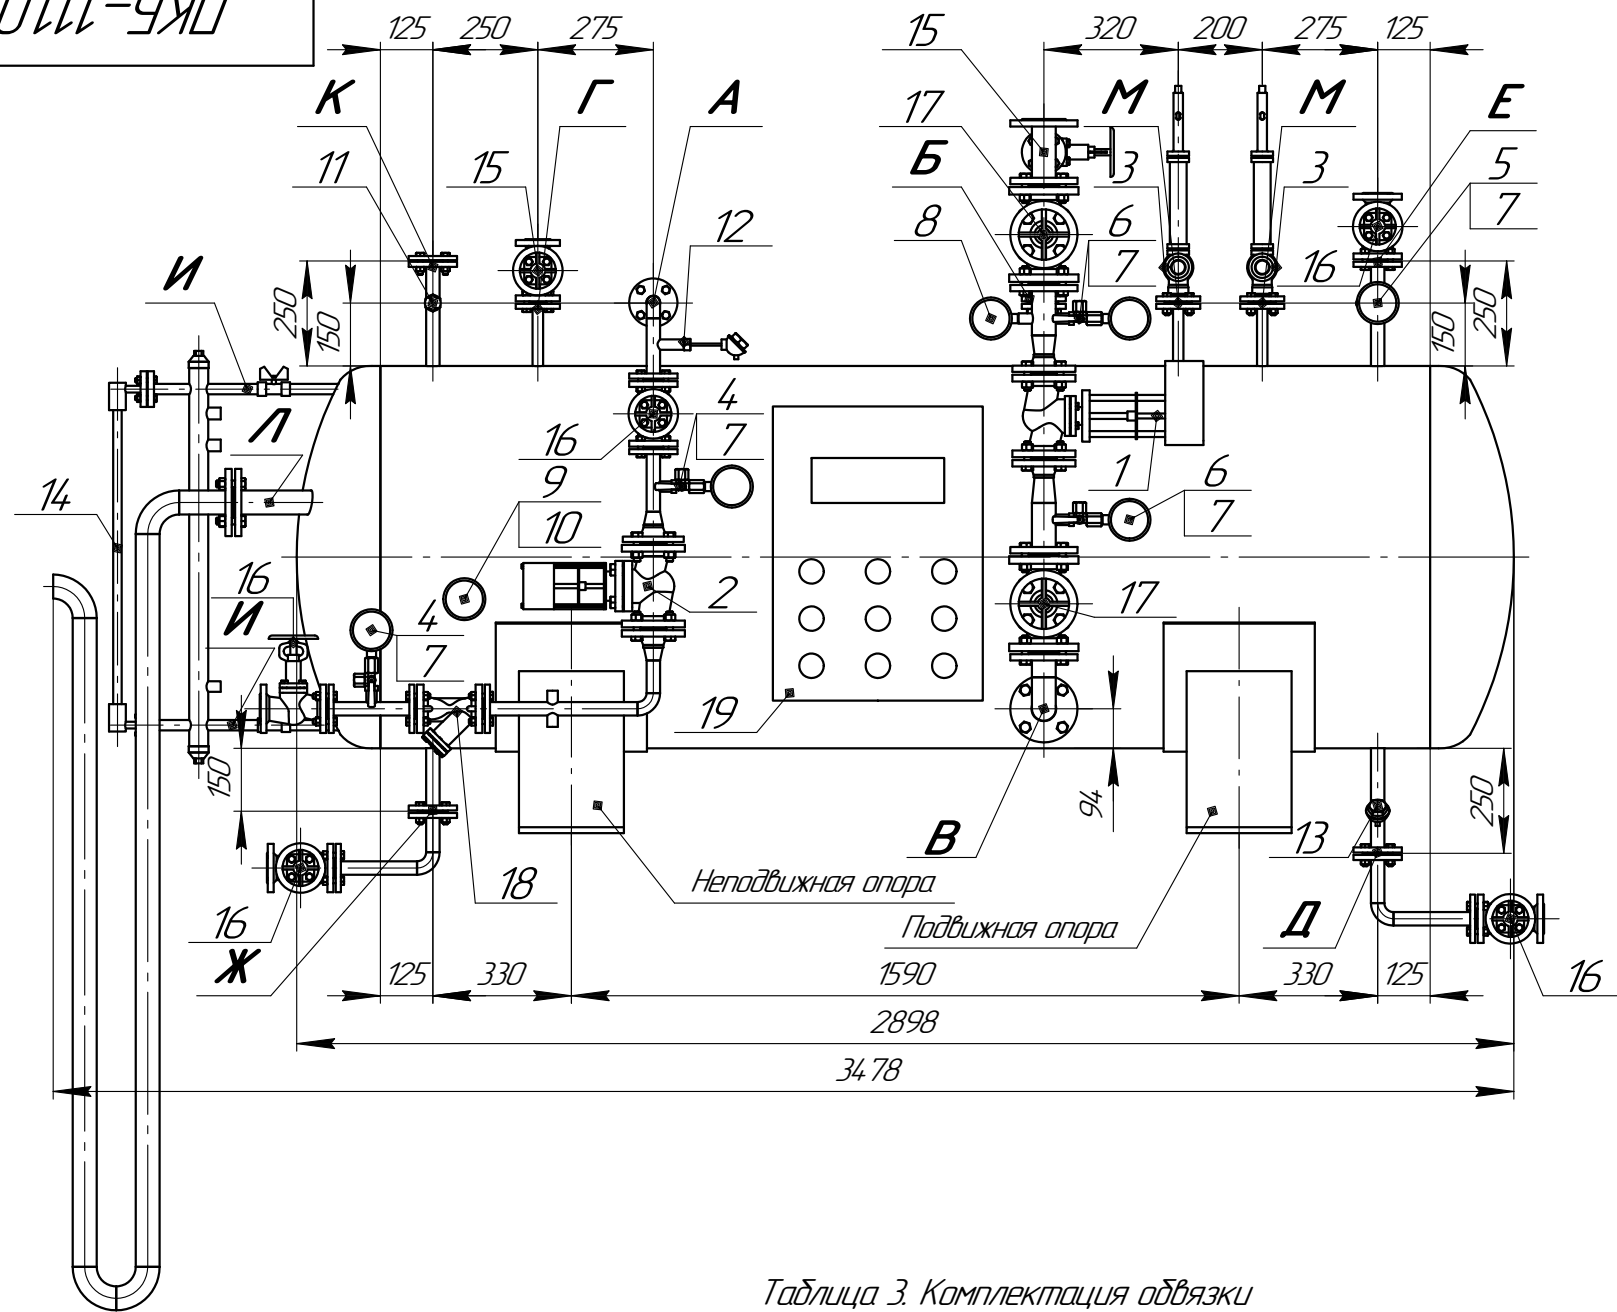 ПКБ-1110
125 250 275 15 320 200 275 125
К Г А 17 М М Е
11 15 Б 3 3 5
7
12 8 6
7 16
И
250 150 150 250
Л 4
7
16
14 9
10 1 6
7
16 2 17
И 4
7
19
150 94 250
В 13
18 Неподвижная опора
16 Подвижная опора Д
Ж 16
125 330 1590 330 125
2898
3478
Таблица 3. Комплектация обвязки